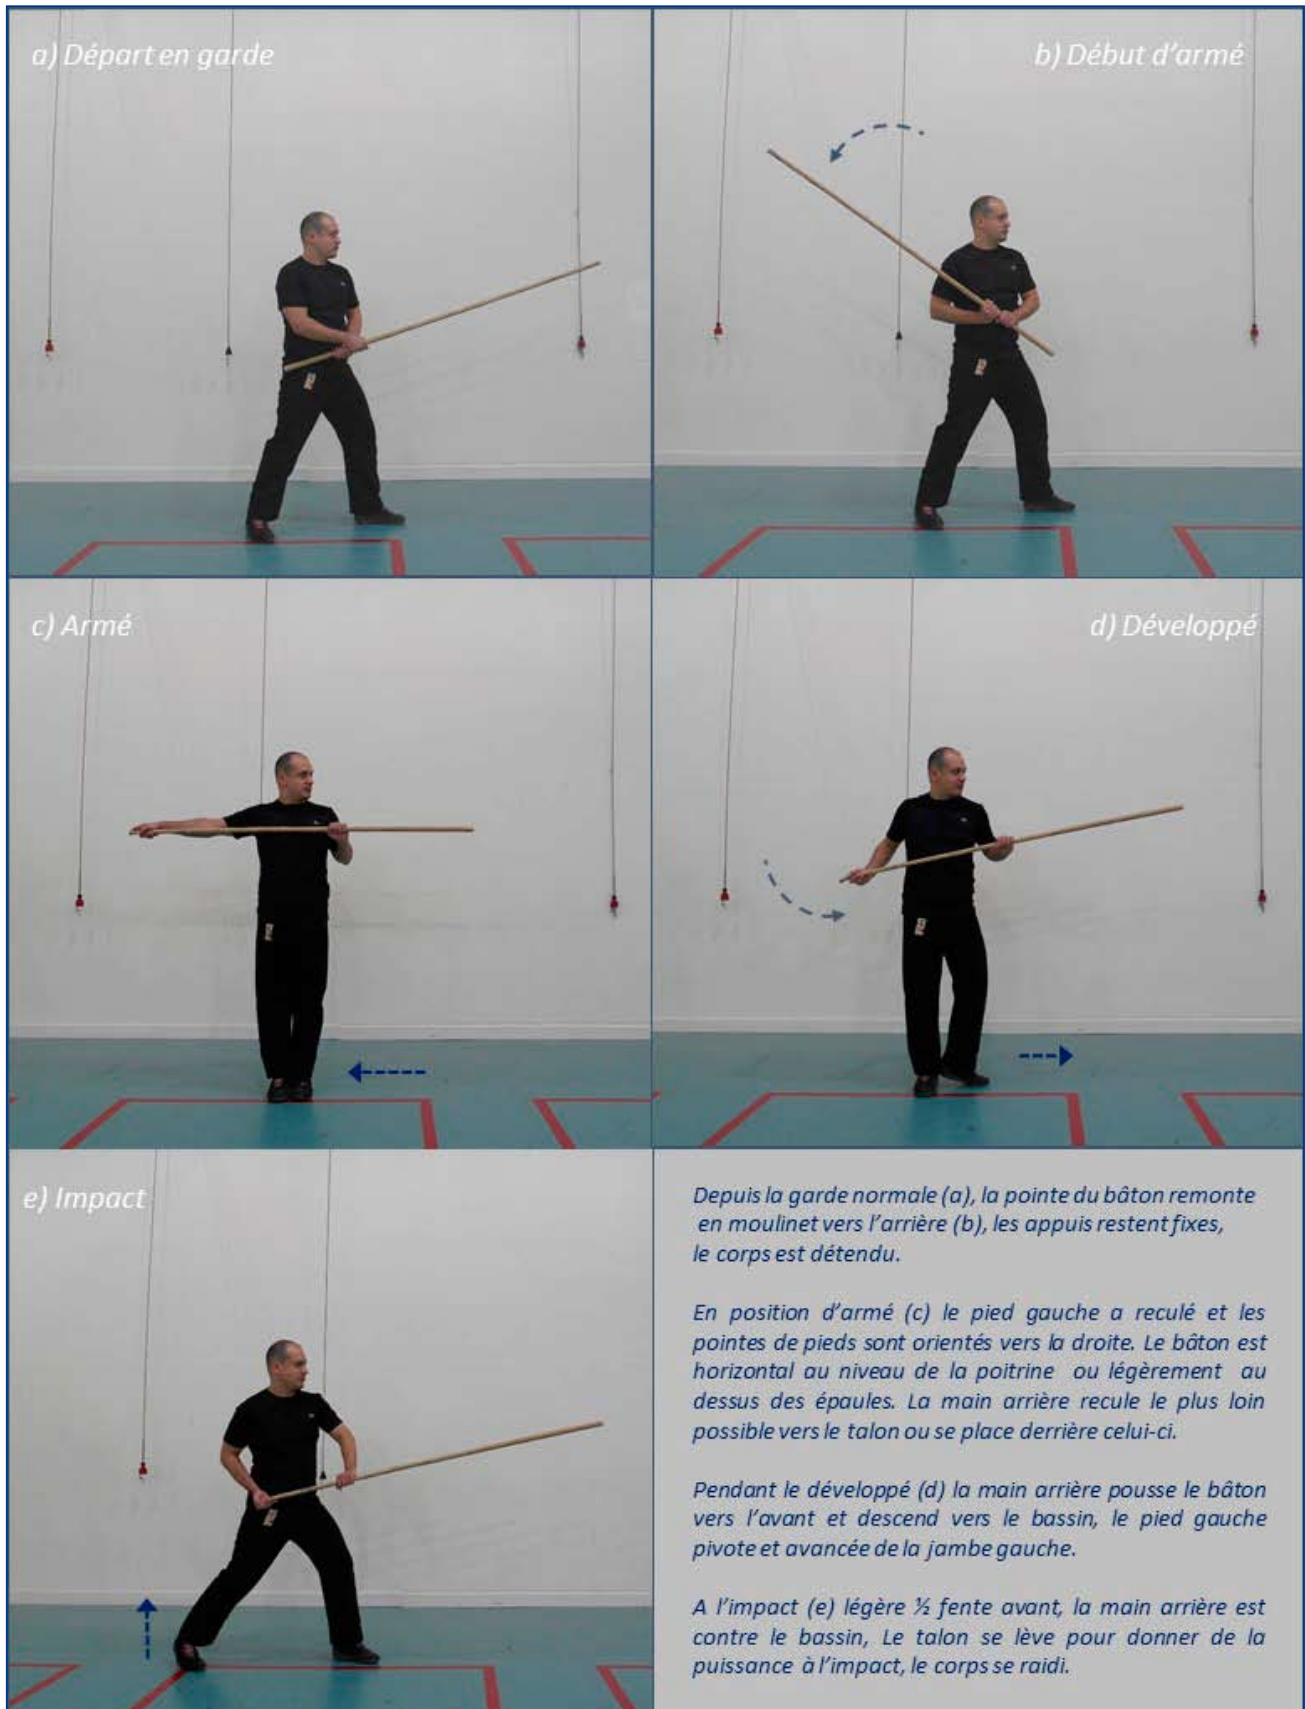 a) Départ en garde
b) Début d'armé
c) Armé
d) Développé
e) Impact
Depuis la garde normale (a), la pointe du bâton remonte
en moulinet vers l'arrière (b), les appuis restent fixes,
le corps est détendu.
En position d'armé (c) le pied gauche a reculé et les
pointes de pieds sont orientés vers la droite. Le bâton est
horizontal au niveau de la poitrine ou légèrement au
dessus des épaules. La main arrière recule le plus loin
possible vers le talon ou se place derrière celui-ci.
Pendant le développé (d) la main arrière pousse le bâton
vers l'avant et descend vers le bassin, le pied gauche
pivote et avancée de la jambe gauche.
A l'impact (e) légère ½ fente avant, la main arrière est
contre le bassin, Le talon se lève pour donner de la
puissance à l'impact, le corps se raidi.